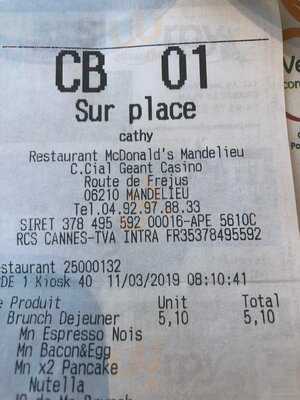 CB 01
Sur place
cathy
Restaurant McDonald's Mandelieu
C.Cial Geant Casino
Route de Frejus
06210 MANDELIEU
Tel.04.92.97.88.33
SIRET 378 495 592 00016-APE 5610C
RCS CANNES-TVA INTRA FR35378495592
staurant 25000132
DE 1 Kiosk 40 11/03/2019 08:10:41
e Produit Unit Total
Brunch Dejeuner 5,10 5,10
Mn Espresso Nois
Mn Bacon&Egg
Mn x2 Pancake
Nutella